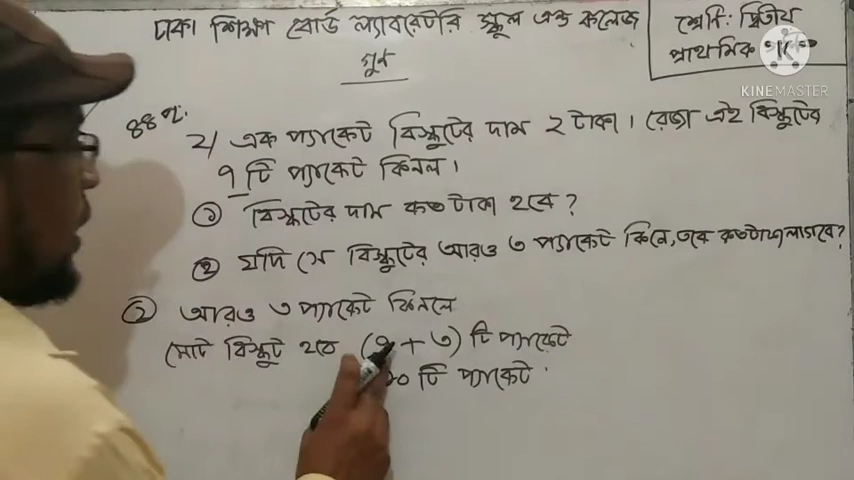 ঢাকা শিক্ষা বোর্ড ল্যাবরেটরি স্কুল এন্ড কলেজ
শ্রেণি: দ্বিতীয়
প্রাথমিক
KINEMASTER
গুণ
৪৪ পৃ.
২/ এক প্যাকেট বিস্কুটের দাম ২ টাকা। রেজা এই বিস্কুটের
৭ টি প্যাকেট কিনল।
① বিস্কুটের দাম কত টাকা হবে?
② যদি সে বিস্কুটের আরও ৩ প্যাকেট কিনে, তবে কত টাকা লাগবে?
② আরও ৩ প্যাকেট কিনলে
মোট বিস্কুট হবে (৭ + ৩) টি প্যাকেট
১০ টি প্যাকেট